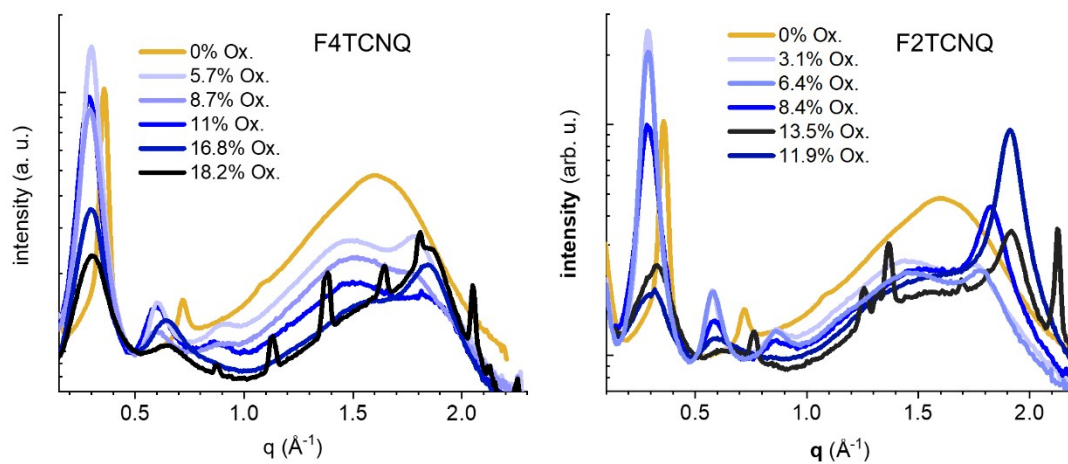 F4TCNQ
0% Ox.
5.7% Ox.
8.7% Ox.
11% Ox.
16.8% Ox.
18.2% Ox.
intensity (a. u.)
0.5
1.0
1.5
2.0
q (Å-1)
F2TCNQ
0% Ox.
3.1% Ox.
6.4% Ox.
8.4% Ox.
13.5% Ox.
11.9% Ox.
intensity (arb. u.)
0.5
1.0
1.5
2.0
q (Å-1)